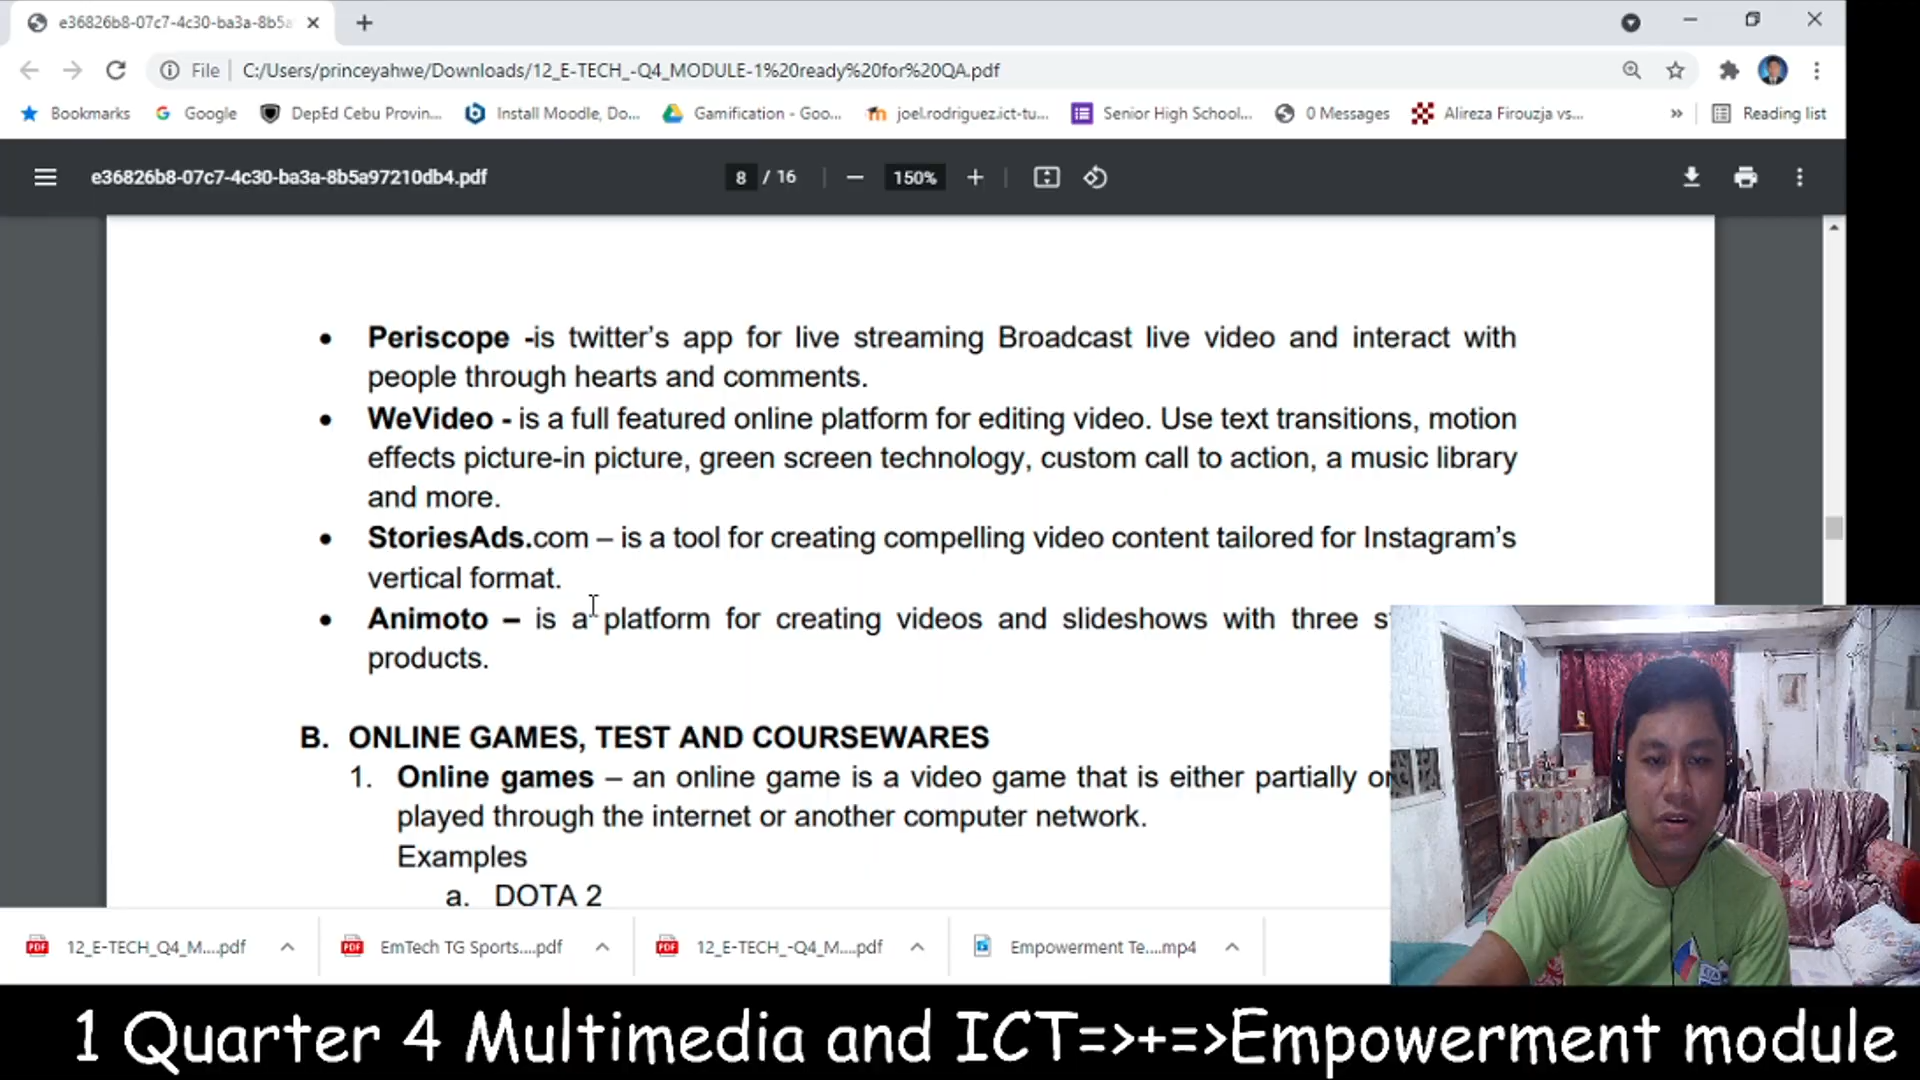 e36826b8-07c7-4c30-ba3a-8b5a
File C:/Users/princeyahwe/Downloads/12_E-TECH_-Q4_MODULE-1%20ready%20for%20QA.pdf
Bookmarks Google DepEd Cebu Provin... Install Moodle, Do... Gamification - Goo... joel.rodriguez.ict-tu... Senior High School... 0 Messages Alireza Firouzja vs... » Reading list
e36826b8-07c7-4c30-ba3a-8b5a97210db4.pdf 8 / 16 — 150% +
• Periscope -is twitter's app for live streaming Broadcast live video and interact with
people through hearts and comments.
• WeVideo - is a full featured online platform for editing video. Use text transitions, motion
effects picture-in picture, green screen technology, custom call to action, a music library
and more.
• StoriesAds.com – is a tool for creating compelling video content tailored for Instagram's
vertical format.
• Animoto – is a platform for creating videos and slideshows with three
products.
B. ONLINE GAMES, TEST AND COURSEWARES
1. Online games – an online game is a video game that is either partially or
played through the internet or another computer network.
Examples
a. DOTA 2
12_E-TECH_Q4_M....pdf EmTech TG Sports....pdf 12_E-TECH_-Q4_M....pdf Empowerment Te....mp4
1 Quarter 4 Multimedia and ICT=>+=>Empowerment module